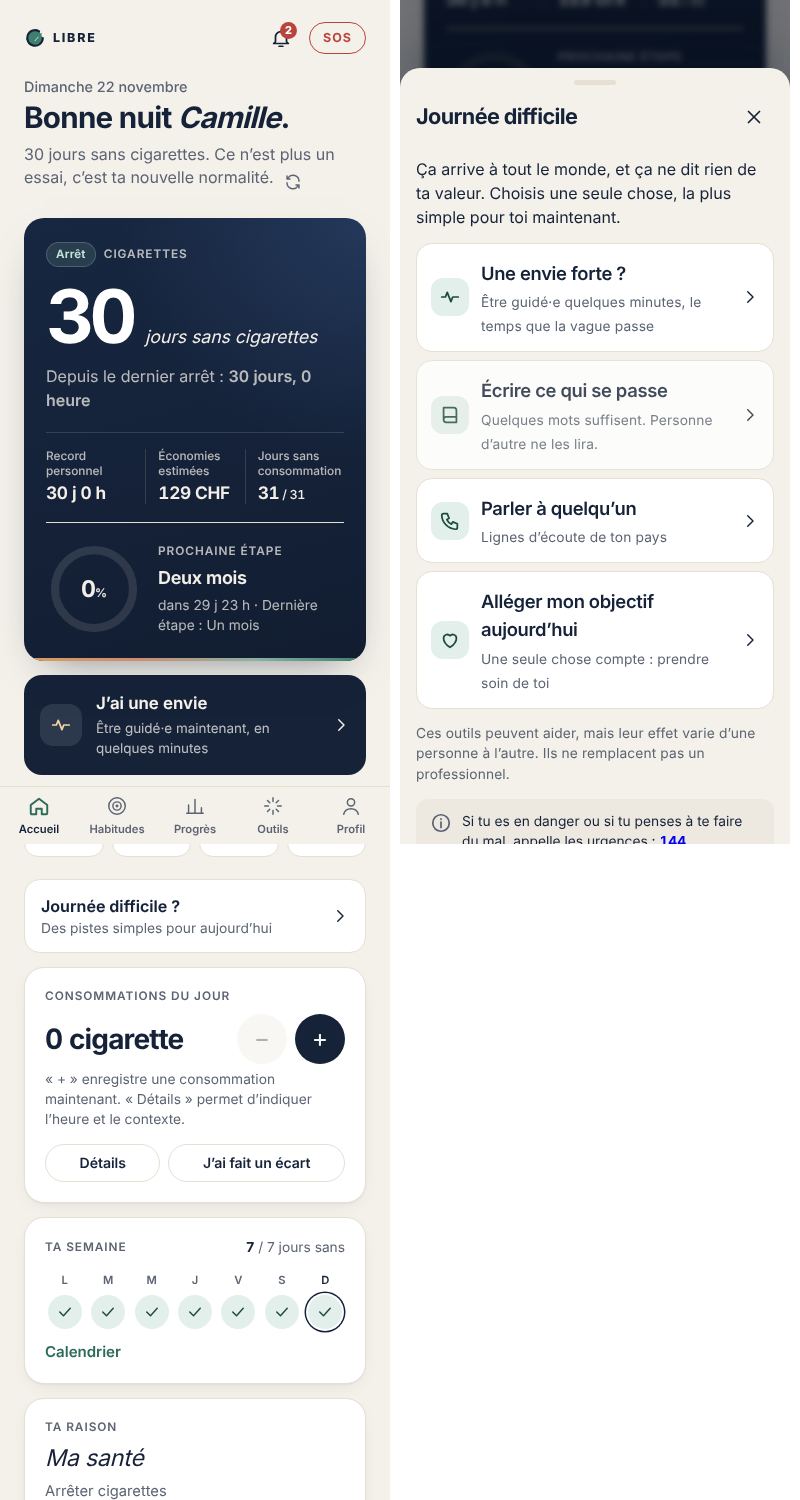 LIBRE
2
SOS
Dimanche 22 novembre
Bonne nuit Camille.
30 jours sans cigarettes. Ce n’est plus un
essai, c’est ta nouvelle normalité.
Arrêt CIGARETTES
30 jours sans cigarettes
Depuis le dernier arrêt : 30 jours, 0
heure
Record
personnel
30 j 0 h
Économies
estimées
129 CHF
Jours sans
consommation
31 / 31
0%
PROCHAINE ÉTAPE
Deux mois
dans 29 j 23 h · Dernière
étape : Un mois
J’ai une envie
Être guidé·e maintenant, en
quelques minutes
Accueil
Habitudes
Progrès
Outils
Profil
Journée difficile ?
Des pistes simples pour aujourd’hui
CONSOMMATIONS DU JOUR
0 cigarette
− +
« + » enregistre une consommation
maintenant. « Détails » permet d’indiquer
l’heure et le contexte.
Détails
J’ai fait un écart
TA SEMAINE
7 / 7 jours sans
L M M J V S D
Calendrier
TA RAISON
Ma santé
Arrêter cigarettes
PROCHAINE ÉTAPE
Journée difficile
Ça arrive à tout le monde, et ça ne dit rien de
ta valeur. Choisis une seule chose, la plus
simple pour toi maintenant.
Une envie forte ?
Être guidé·e quelques minutes, le
temps que la vague passe
Écrire ce qui se passe
Quelques mots suffisent. Personne
d’autre ne les lira.
Parler à quelqu’un
Lignes d’écoute de ton pays
Alléger mon objectif
aujourd’hui
Une seule chose compte : prendre
soin de toi
Ces outils peuvent aider, mais leur effet varie d’une
personne à l’autre. Ils ne remplacent pas un
professionnel.
Si tu es en danger ou si tu penses à te faire
du mal, appelle les urgences : 144